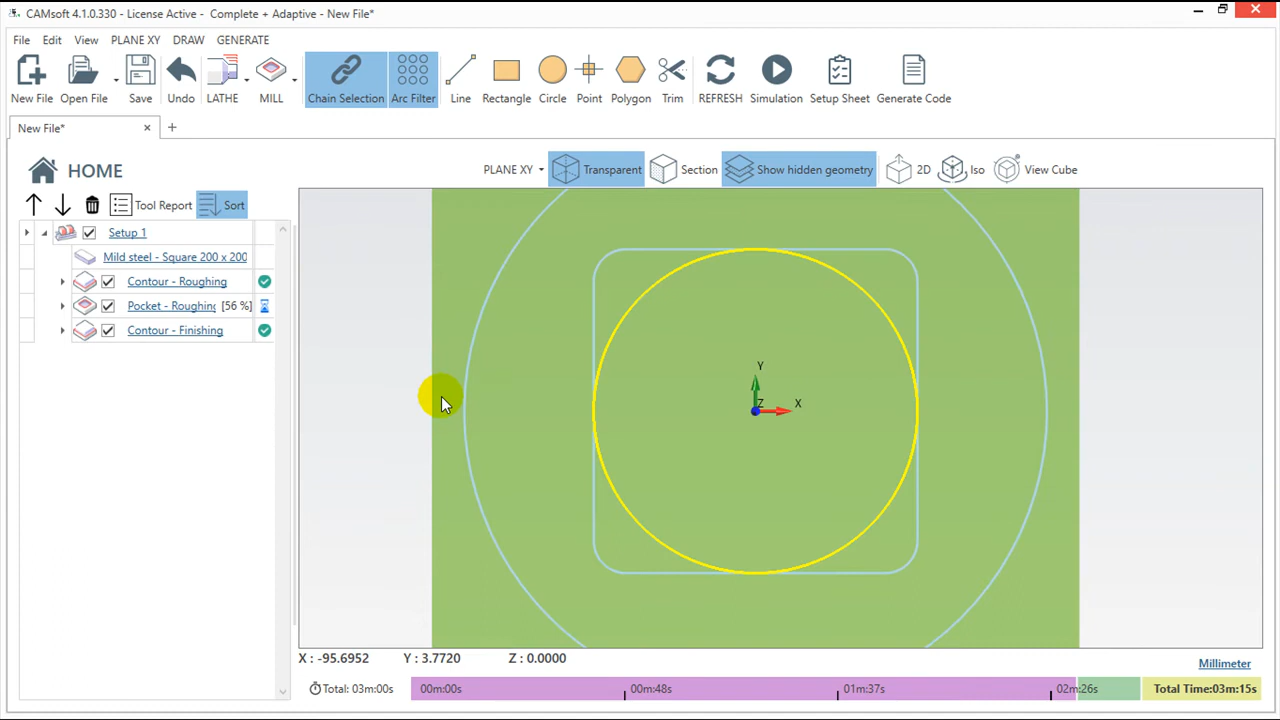 CAMsoft 4.1.0.330 - License Active -  Complete + Adaptive - New File*
File Edit View PLANE XY DRAW GENERATE
New File Open File Save Undo LATHE MILL Chain Selection Arc Filter Line Rectangle Circle Point Polygon Trim REFRESH Simulation Setup Sheet Generate Code
New File*
HOME
PLANE XY Transparent Section Show hidden geometry 2D Iso View Cube
Tool Report Sort
Setup 1
Mild steel - Square 200 x 200
Contour - Roughing
Pocket - Roughing [56 %]
Contour - Finishing
Y
Z X
X : -95.6952 Y : 3.7720 Z : 0.0000
Millimeter
Total: 03m:00s 00m:00s 00m:48s 01m:37s 02m:26s Total Time:03m:15s